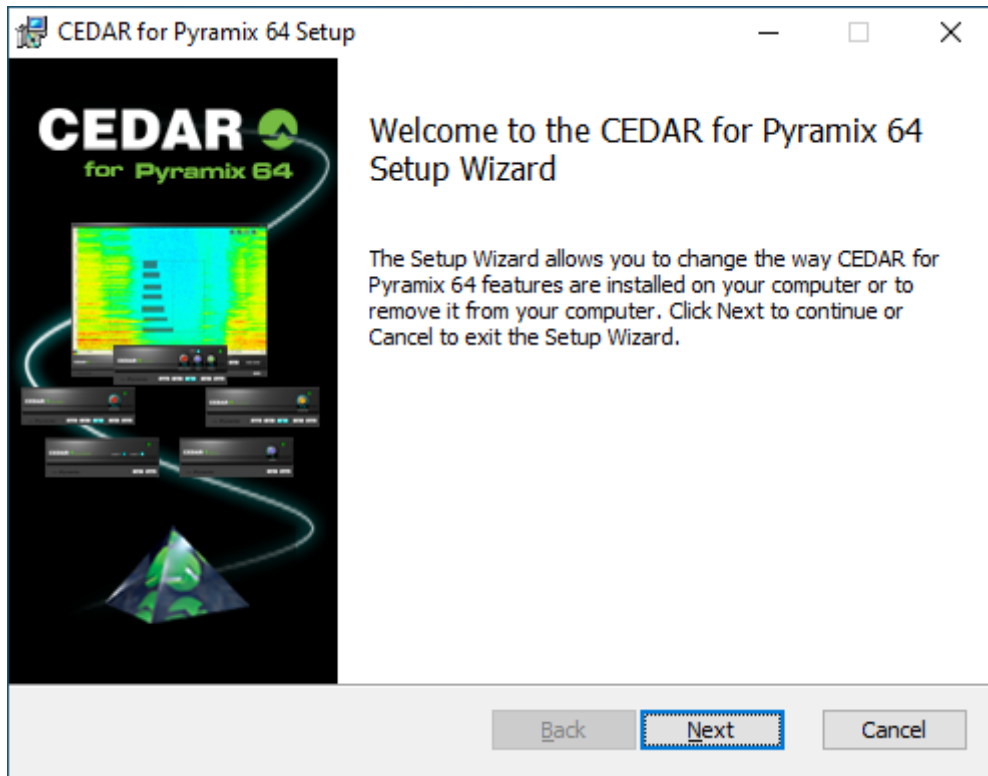 CEDAR for Pyramix 64 Setup
CEDAR
for Pyramix 64
Welcome to the CEDAR for Pyramix 64
Setup Wizard
The Setup Wizard allows you to change the way CEDAR for
Pyramix 64 features are installed on your computer or to
remove it from your computer. Click Next to continue or
Cancel to exit the Setup Wizard.
Back
Next
Cancel